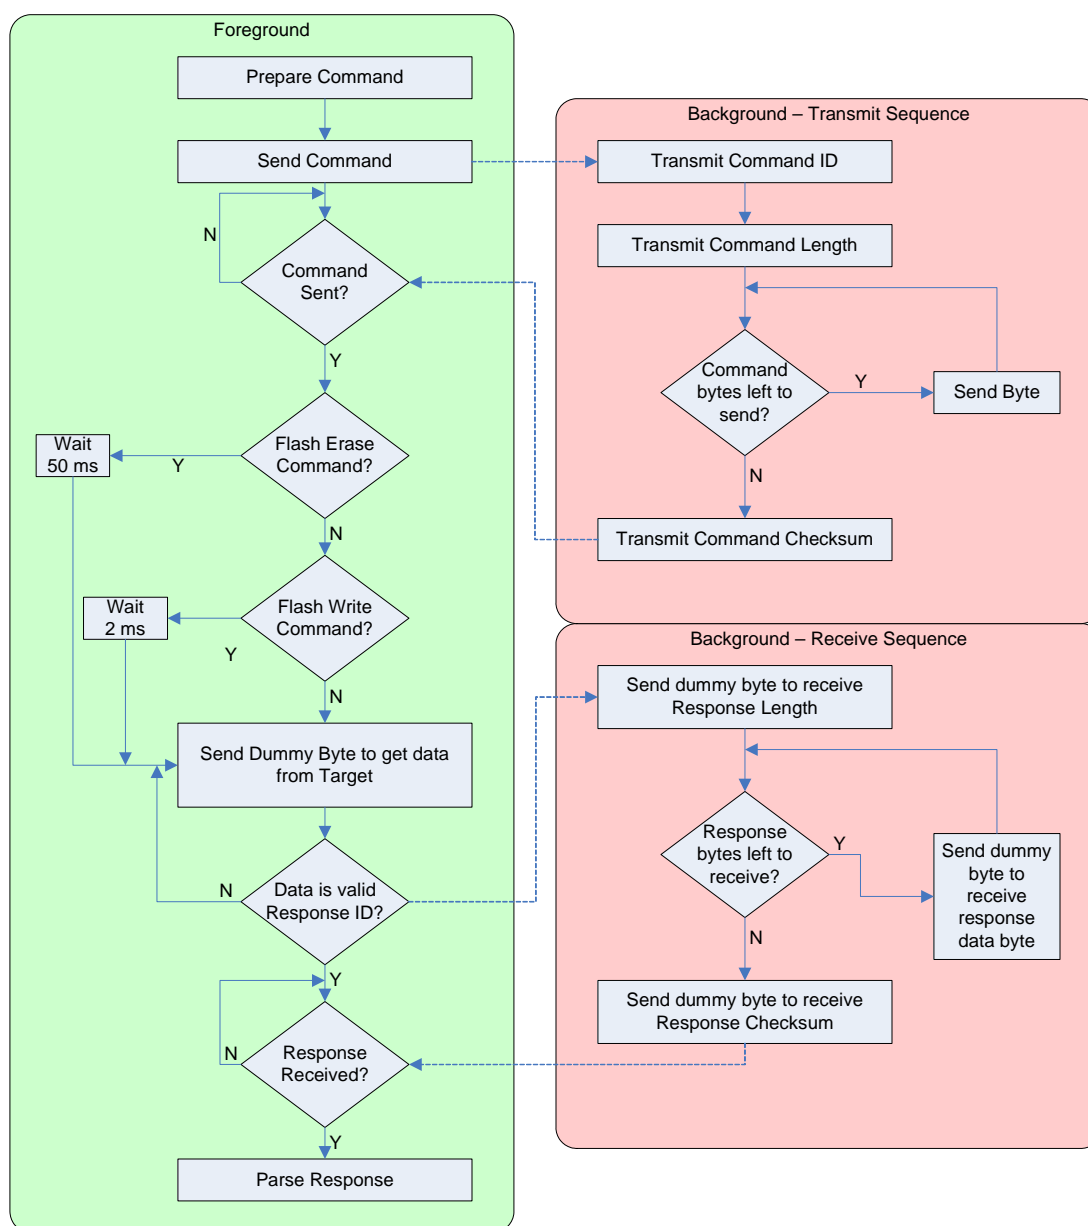 Foreground
Prepare Command
Send Command
N
Command
Sent?
Y
Flash Erase
Command?
Y
Wait
50 ms
N
Flash Write
Command?
Wait
2 ms
Y
N
Send Dummy Byte to get data
from Target
N
Data is valid
Response ID?
Y
N
Response
Received?
Y
Parse Response
Background – Transmit Sequence
Transmit Command ID
Transmit Command Length
Command
bytes left to
send?
Y
Send Byte
N
Transmit Command Checksum
Background – Receive Sequence
Send dummy byte to receive
Response Length
Response
bytes left to
receive?
Y
Send dummy
byte to
receive
response
data byte
N
Send dummy byte to receive
Response Checksum